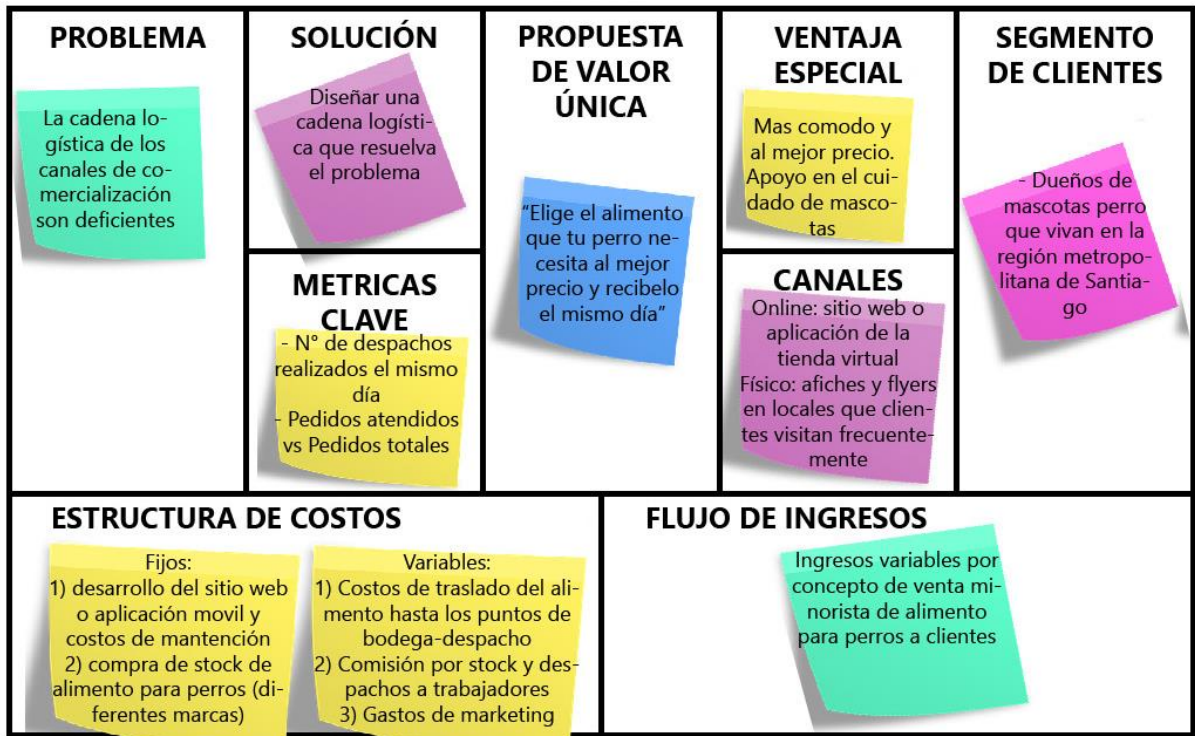 PROBLEMA
La cadena lo-
gística de los
canales de co-
mercialización
son deficientes
SOLUCIÓN
Diseñar una
cadena logísti-
ca que resuelva
el problema
METRICAS
CLAVE
- N° de despachos
realizados el mismo
día
- Pedidos atendidos
vs Pedidos totales
PROPUESTA
DE VALOR
ÚNICA
“Elige el alimento
que tu perro ne-
cesita al mejor
precio y recibelo
el mismo día”
VENTAJA
ESPECIAL
Mas comodo y
al mejor precio.
Apoyo en el cui-
dado de masco-
tas
CANALES
Online: sitio web o
aplicación de la
tienda virtual
Físico: afiches y flyers
en locales que clien-
tes visitan frecuente-
mente
SEGMENTO
DE CLIENTES
- Dueños de
mascotas perro
que vivan en la
región metropo-
litana de Santia-
go
ESTRUCTURA DE COSTOS
Fijos:
1) desarrollo del sitio web
o aplicación movil y
costos de mantención
2) compra de stock de
alimento para perros (di-
ferentes marcas)
Variables:
1) Costos de traslado del ali-
mento hasta los puntos de
bodega-despacho
2) Comisión por stock y des-
pachos a trabajadores
3) Gastos de marketing
FLUJO DE INGRESOS
Ingresos variables por
concepto de venta mi-
norista de alimento
para perros a clientes